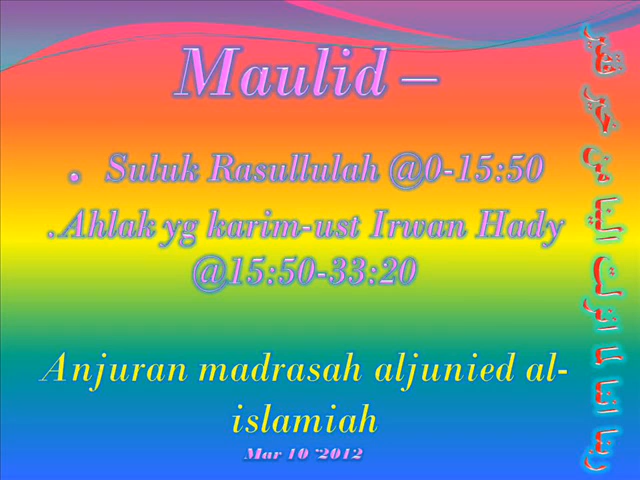 Maulid –
. Suluk Rasullulah @0-15:50
.Ahlak yg karim-ust Irwan Hady
@15:50-33:20
Anjuran madrasah aljunied al-
islamiah
Mar 10 '2012